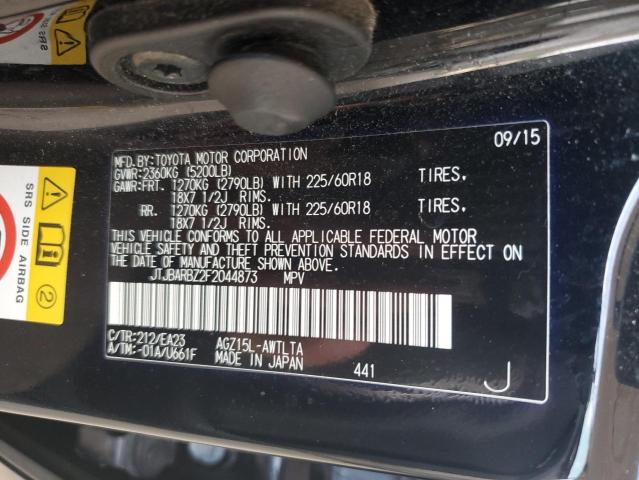 MFD.BY:TOYOTA MOTOR CORPORATION 09/15
GVWR:2360KG (5200LB)
GAWR:FRT. 1270KG (2790LB) WITH 225/60R18 TIRES,
18X7 1/2J RIMS.
RR. 1270KG (2790LB) WITH 225/60R18 TIRES,
18X7 1/2J RIMS.
THIS VEHICLE CONFORMS TO ALL APPLICABLE FEDERAL MOTOR
VEHICLE SAFETY AND THEFT PREVENTION STANDARDS IN EFFECT ON
THE DATE OF MANUFACTURE SHOWN ABOVE.
JTJBARBZ2F2044873 MPV
C/TR:212/EA23 AGZ15L-AWTLTA
A/TM:-01A/U661F MADE IN JAPAN 441 J
SRS SIDE AIRBAG
2